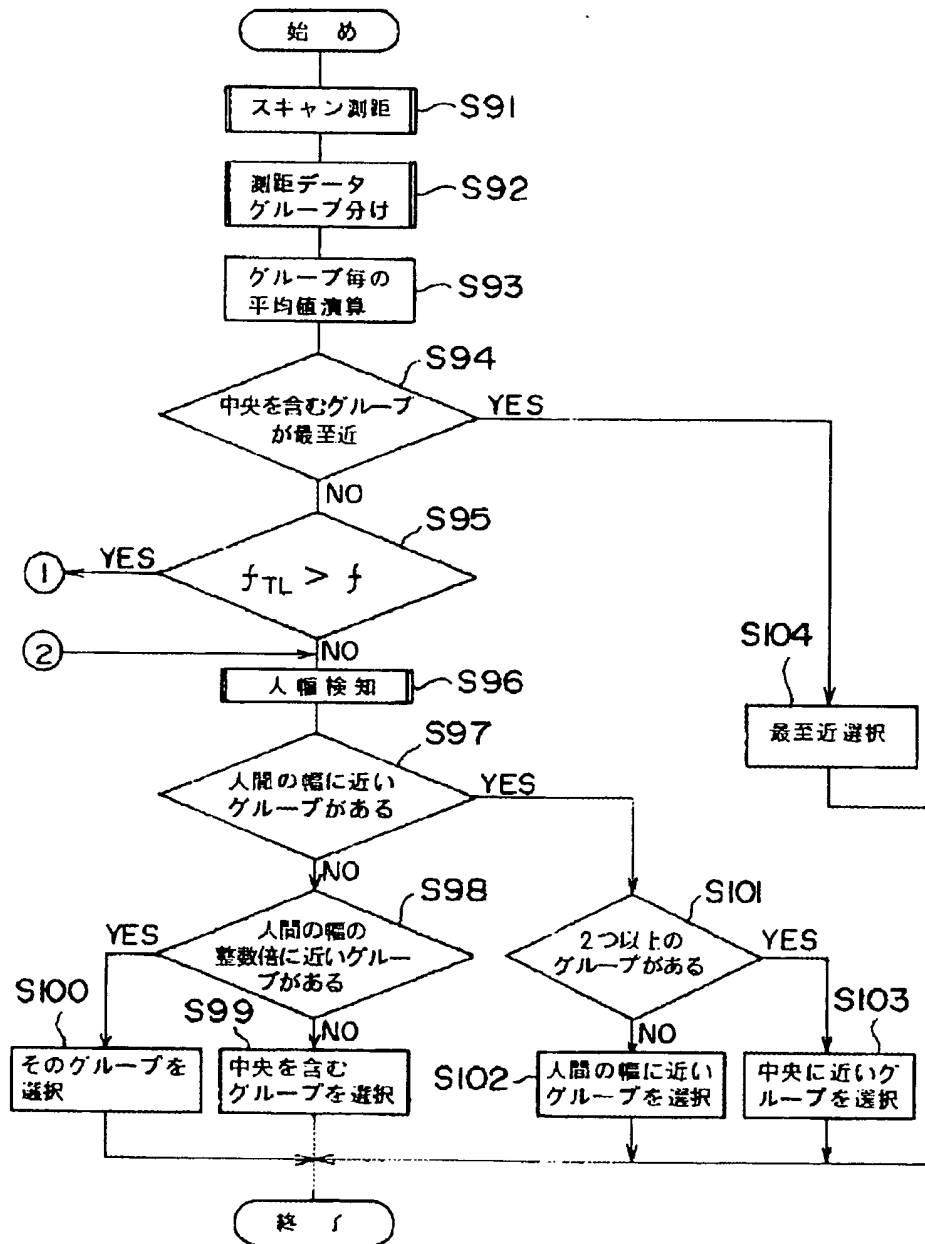 始め
スキャン測距
S91
測距データ
グループ分け
S92
グループ毎の
平均値演算
S93
S94
中央を含むグループ
が最至近
YES
NO
S95
YES
①
fTL > f
②
NO
S104
最至近選択
人幅検知
S96
S97
人間の幅に近い
グループがある
YES
NO
S98
YES
人間の幅の
整数倍に近いグルー
プがある
S101
2つ以上の
グループがある
YES
S100
そのグループを
選択
S99
NO
中央を含む
グループを選択
NO
S102
人間の幅に近い
グループを選択
S103
中央に近いグ
ループを選択
終了